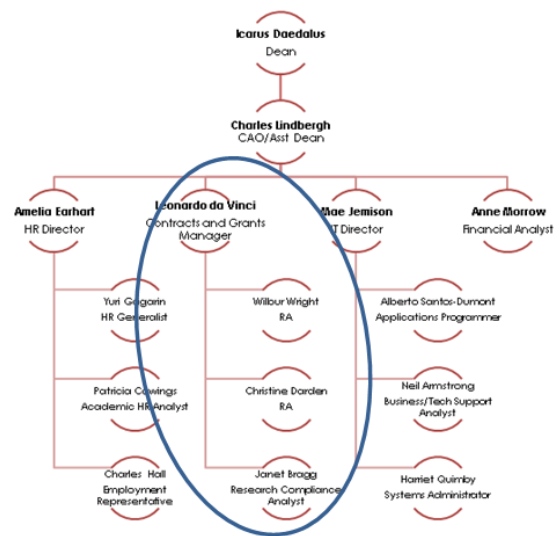 Icarus Daedalus
Dean
Charles Lindbergh
CAO/Asst Dean
Amelia Earhart
HR Director
Leonardo da Vinci
Contracts and Grants
Manager
Mae Jemison
IT Director
Anne Morrow
Financial Analyst
Yuri Gagarin
HR Generalist
Wilbur Wright
RA
Alberto Santos-Dumont
Applications Programmer
Patricia Cowings
Academic HR Analyst
Christine Darden
RA
Neil Armstrong
Business/Tech Support
Analyst
Charles Hall
Employment
Representative
Janet Bragg
Research Compliance
Analyst
Harriet Quimby
Systems Administrator